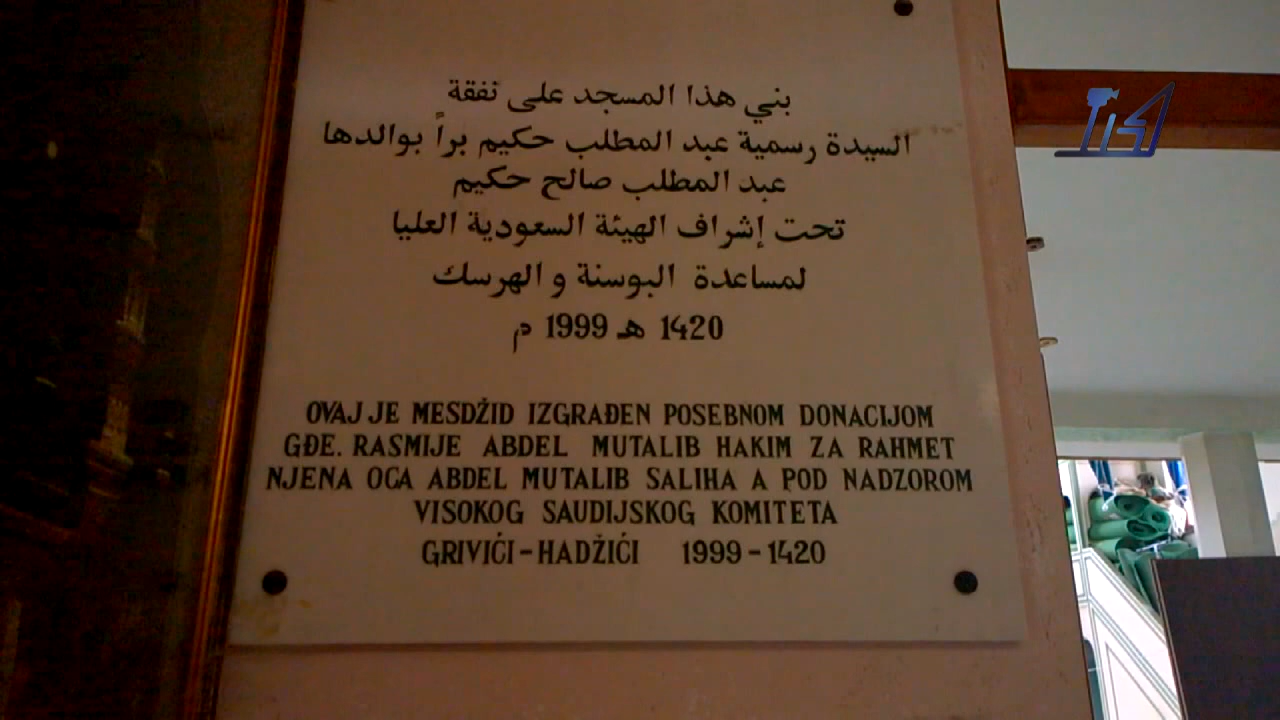 بني هذا المسجد على نفقة
السيدة رسمية عبد المطلب حكيم براً بوالدها
عبد المطلب صالح حكيم
تحت إشراف الهيئة السعودية العليا
لمساعدة البوسنة و الهرسك
1420 هـ 1999 م
OVAJ JE MESDŽID IZGRAĐEN POSEBNOM DONACIJOM
GĐE. RASMIJE ABDEL MUTALIB HAKIM ZA RAHMET
NJENA OCA ABDEL MUTALIB SALIHA A POD NADZOROM
VISOKOG SAUDIJSKOG KOMITETA
GRIVIĆI-HADŽIĆI 1999-1420